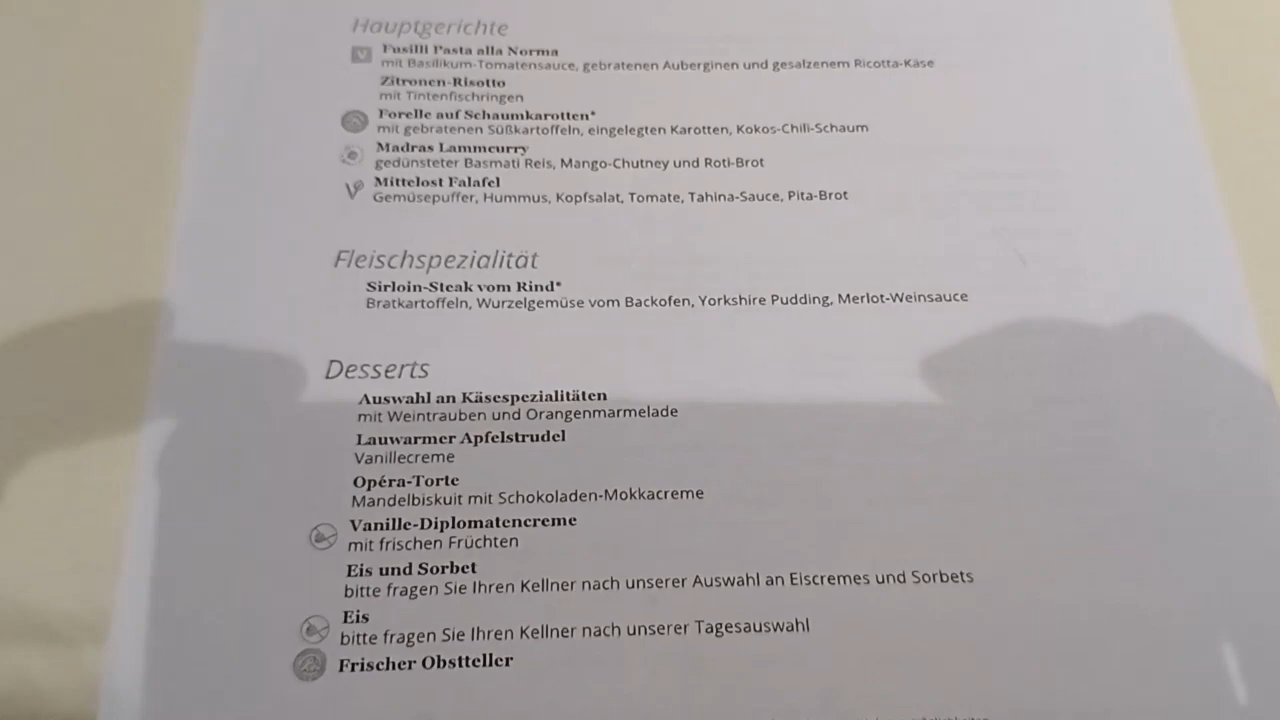 Hauptgerichte
V Fusilli Pasta alla Norma
mit Basilikum-Tomatensauce, gebratenen Auberginen und gesalzenem Ricotta-Käse
Zitronen-Risotto
mit Tintenfischringen
Forelle auf Schaumkarotten*
mit gebratenen Süßkartoffeln, eingelegten Karotten, Kokos-Chili-Schaum
Madras Lammcurry
gedünsteter Basmati Reis, Mango-Chutney und Roti-Brot
Mittelost Falafel
Gemüsepuffer, Hummus, Kopfsalat, Tomate, Tahina-Sauce, Pita-Brot
Fleischspezialität
Sirloin-Steak vom Rind*
Bratkartoffeln, Wurzelgemüse vom Backofen, Yorkshire Pudding, Merlot-Weinsauce
Desserts
Auswahl an Käsespezialitäten
mit Weintrauben und Orangenmarmelade
Lauwarmer Apfelstrudel
Vanillecreme
Opéra-Torte
Mandelbiskuit mit Schokoladen-Mokkacreme
Vanille-Diplomatencreme
mit frischen Früchten
Eis und Sorbet
bitte fragen Sie Ihren Kellner nach unserer Auswahl an Eiscremes und Sorbets
Eis
bitte fragen Sie Ihren Kellner nach unserer Tagesauswahl
Frischer Obstteller